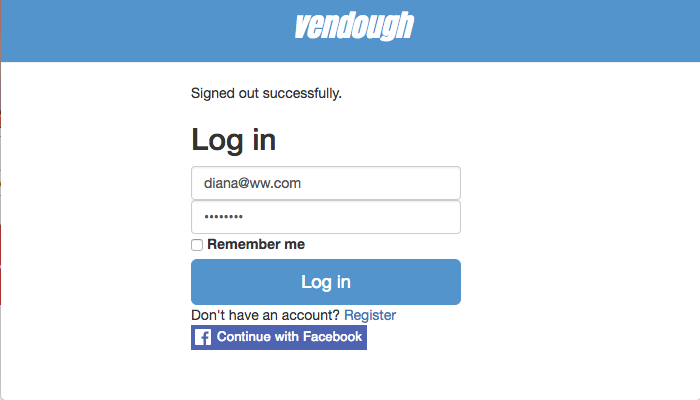 vendough
Signed out successfully.
Log in
diana@ww.com
••••••••
Remember me
Log in
Don't have an account? Register
Continue with Facebook